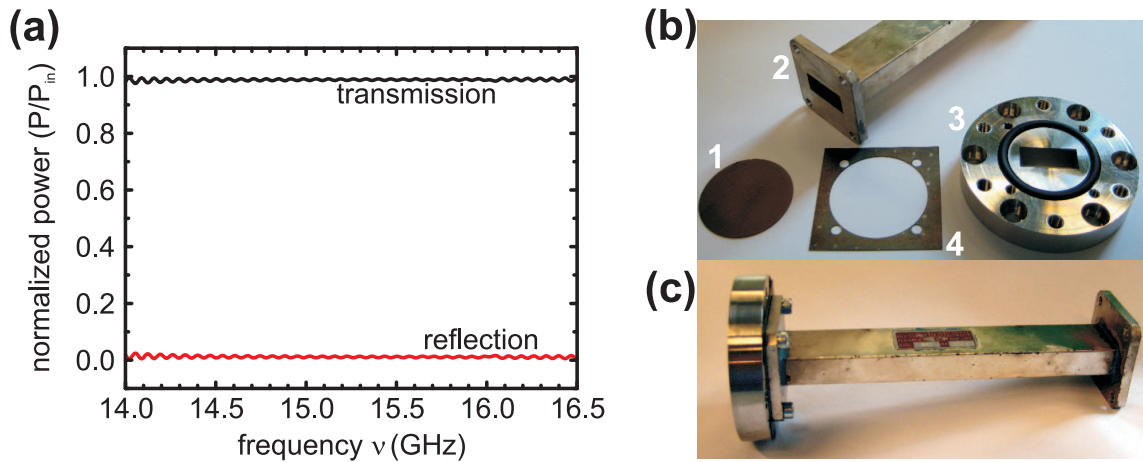 (a)
normalized power (P/P_in)
1.0
0.8
0.6
0.4
0.2
0.0
transmission
reflection
14.0 14.5 15.0 15.5 16.0 16.5
frequency ν (GHz)
(b)
1
2
3
4
(c)